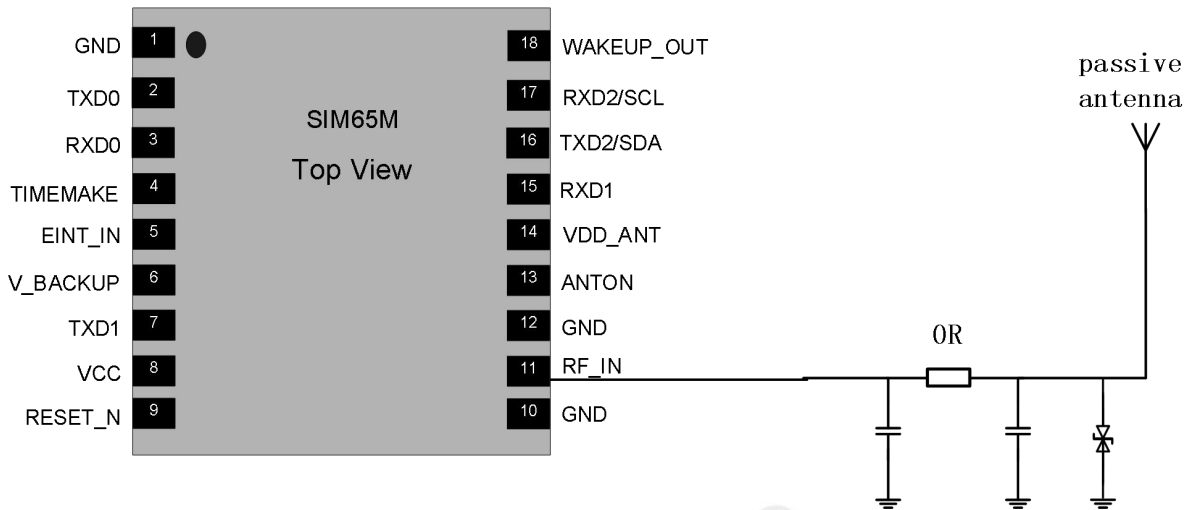 GND 1
TXD0 2
RXD0 3
TIMEMAKE 4
EINT_IN 5
V_BACKUP 6
TXD1 7
VCC 8
RESET_N 9
SIM65M
Top View
18 WAKEUP_OUT
17 RXD2/SCL
16 TXD2/SDA
15 RXD1
14 VDD_ANT
13 ANTON
12 GND
11 RF_IN
10 GND
0R
passive
antenna